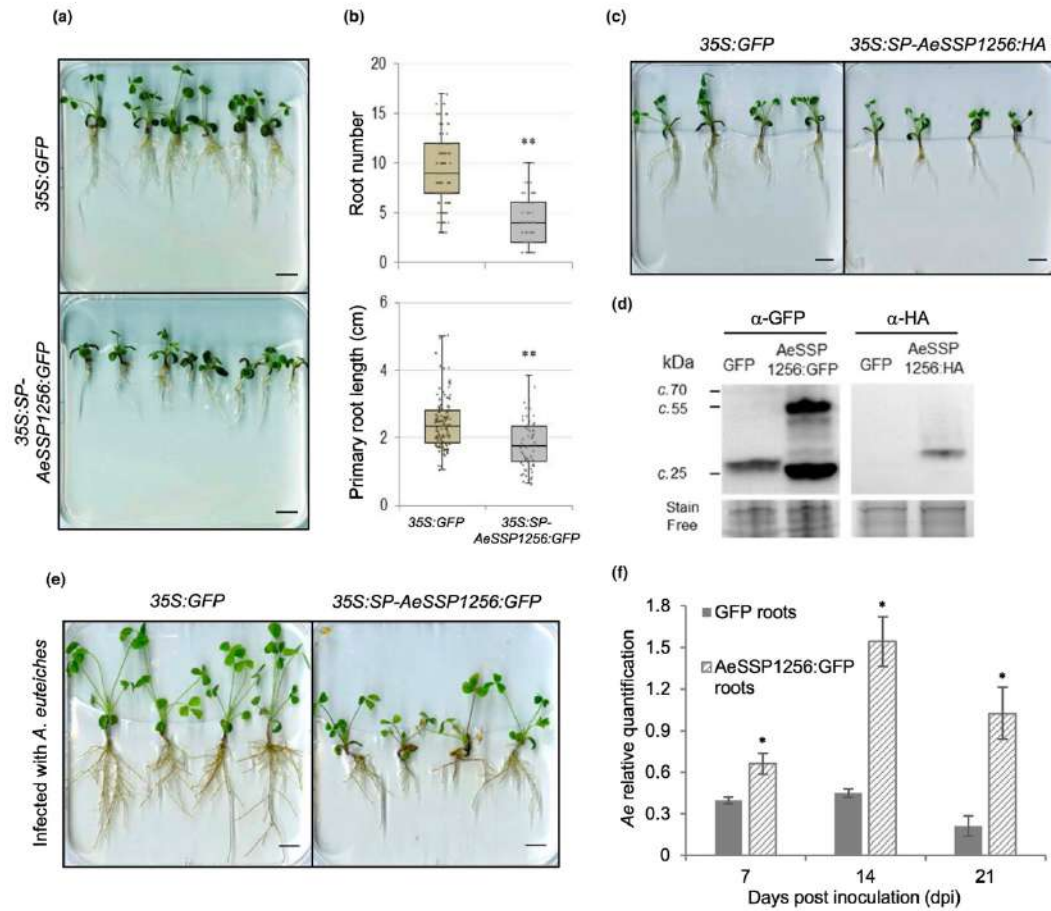 (a)
35S:GFP
35S:SP-
AeSSP1256:GFP
(b)
Root number
20
15
10
5
0
**
Primary root length (cm)
6
4
2
0
**
35S:GFP
35S:SP-
AeSSP1256:GFP
(c)
35S:GFP
35S:SP-AeSSP1256:HA
(d)
α-GFP
α-HA
kDa
GFP
AeSSP
1256:GFP
GFP
AeSSP
1256:HA
c.70
c.55
c.25
Stain
Free
(e)
35S:GFP
35S:SP-AeSSP1256:GFP
Infected with A. euteiches
(f)
Ae relative quantification
1.8
1.5
1.2
0.9
0.6
0.3
0
GFP roots
AeSSP1256:GFP
roots
*
*
*
7
14
21
Days post inoculation (dpi)